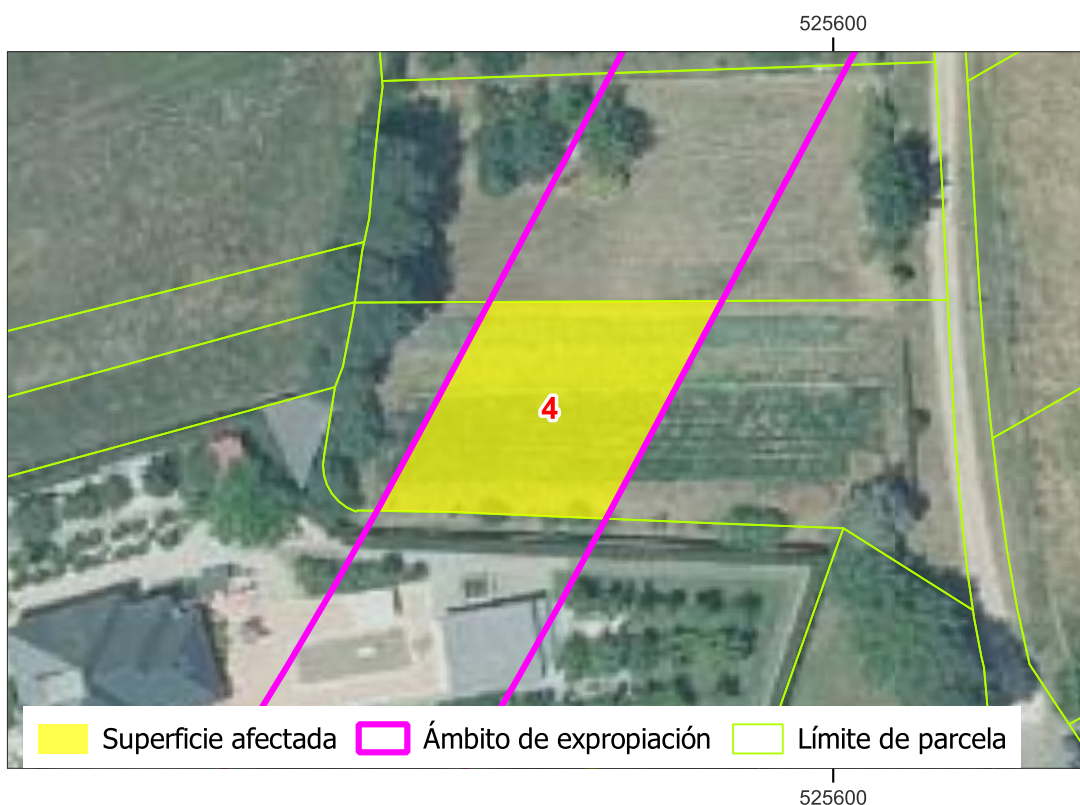 525600
4
Superficie afectada
Ámbito de expropiación
Límite de parcela
525600